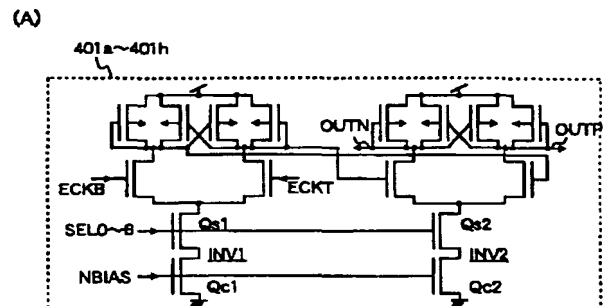 (A)
401a~401h
OUTN
OUTP
ECKB
ECKT
SEL0~8
Qs1
Qs2
INV1
INV2
NBIAS
Qc1
Qc2